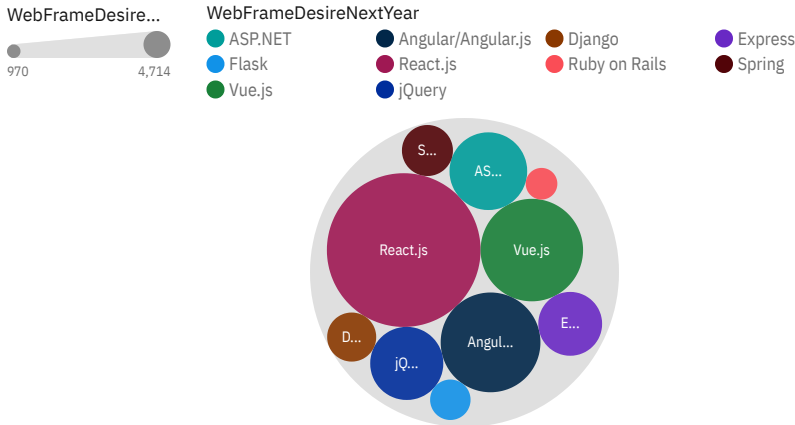 WebFrameDesire...
970
4,714
WebFrameDesireNextYear
ASP.NET
Angular/Angular.js
Django
Express
Flask
React.js
Ruby on Rails
Spring
Vue.js
jQuery
S...
AS...
React.js
Vue.js
E...
D...
Angul...
jQ...